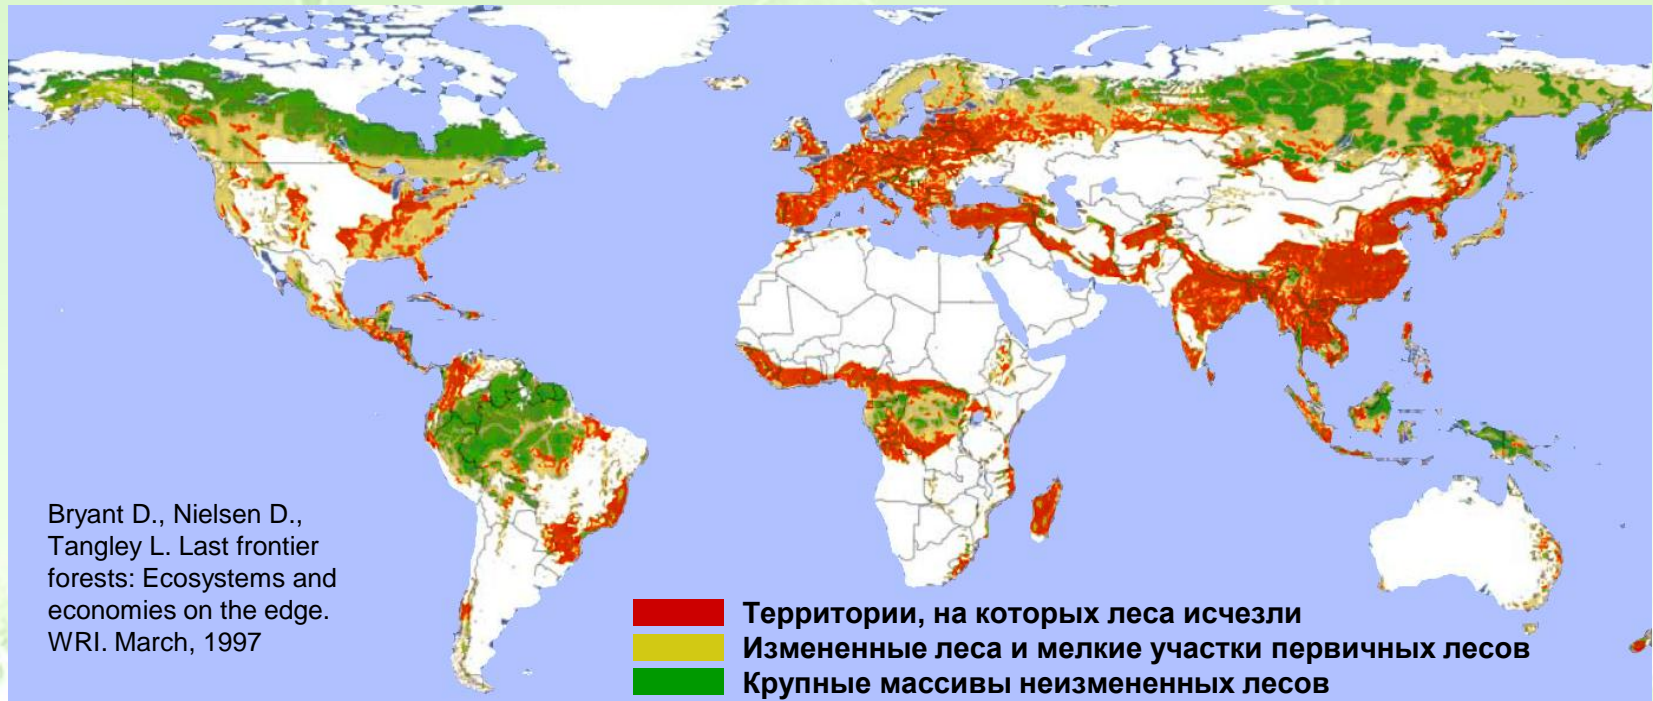 Bryant D., Nielsen D.,
Tangley L. Last frontier
forests: Ecosystems and
economies on the edge.
WRI. March, 1997
Территории, на которых леса исчезли
Измененные леса и мелкие участки первичных лесов
Крупные массивы неизмененных лесов